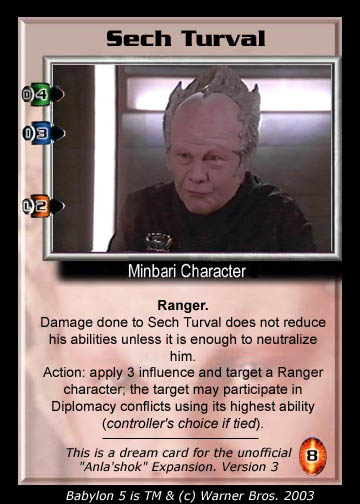 Sech Turval
D 4
I 3
L 2
Minbari Character
Ranger.
Damage done to Sech Turval does not reduce
his abilities unless it is enough to neutralize
him.
Action: apply 3 influence and target a Ranger
character; the target may participate in
Diplomacy conflicts using its highest ability
(controller's choice if tied).
This is a dream card for the unofficial
"Anla'shok" Expansion. Version 3
8
Babylon 5 is TM & (c) Warner Bros. 2003